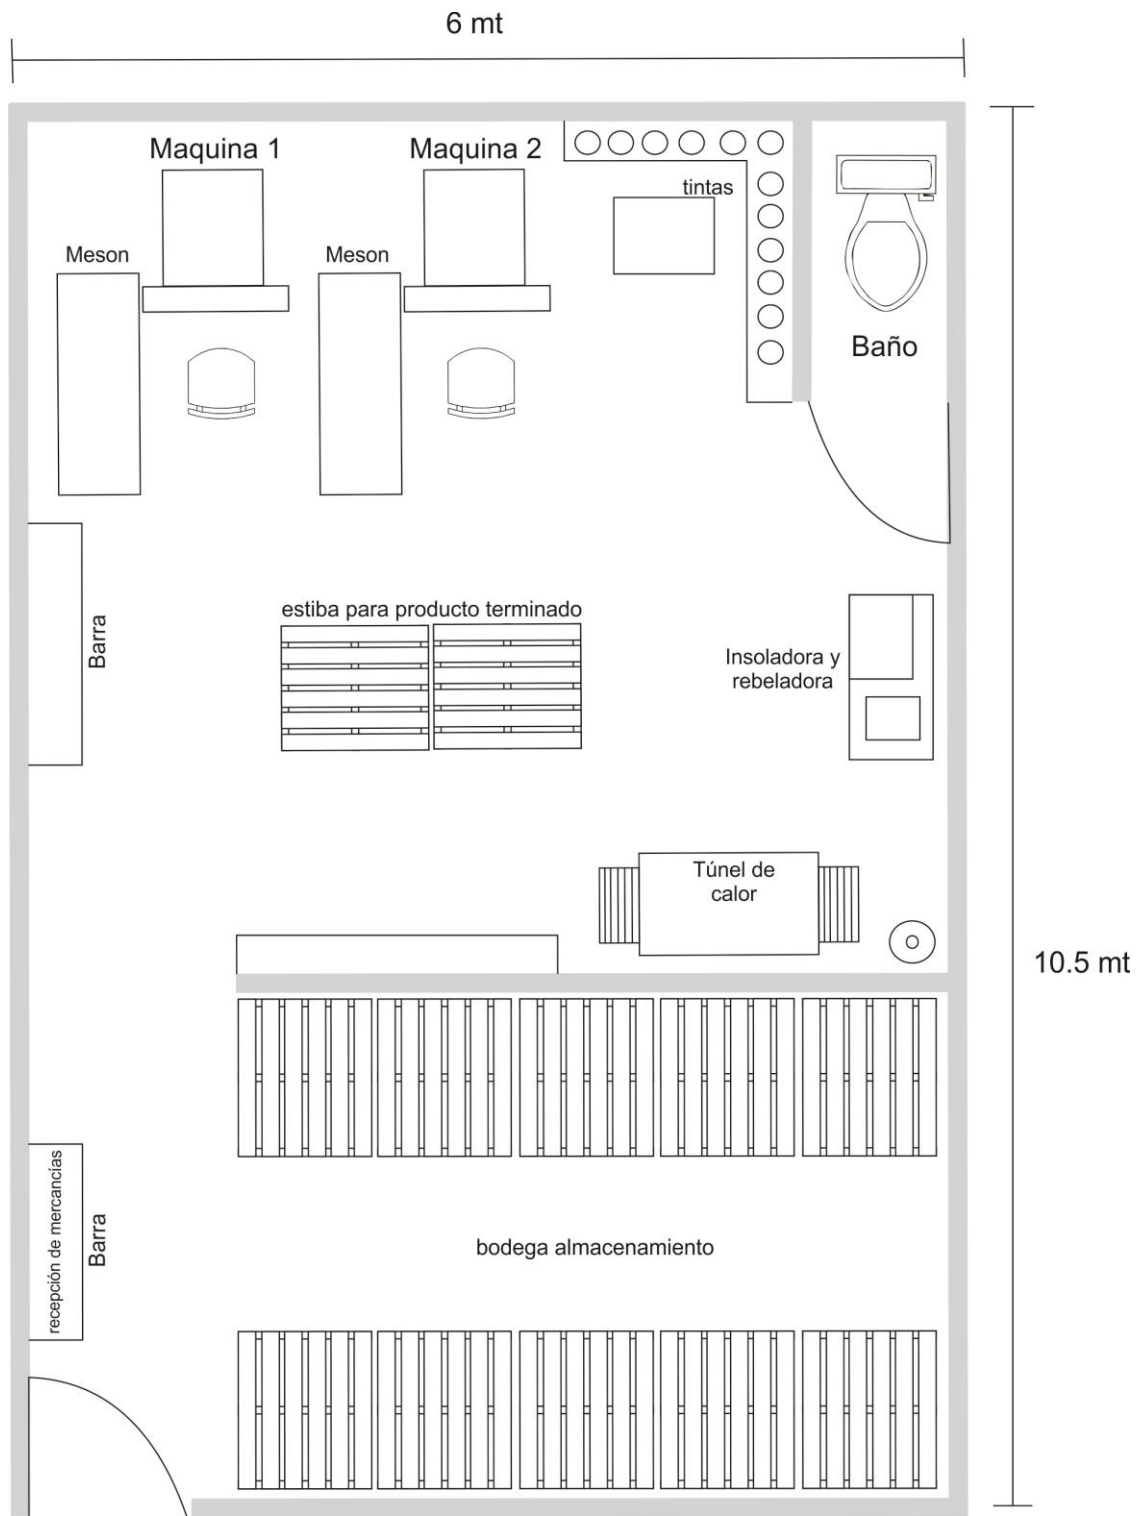 6 mt
Maquina 1
Maquina 2
tintas
Meson
Meson
Baño
estiba para producto terminado
Barra
Insoladora y
rebeladora
Túnel de
calor
10.5 mt
recepción de mercancías
Barra
bodega almacenamiento